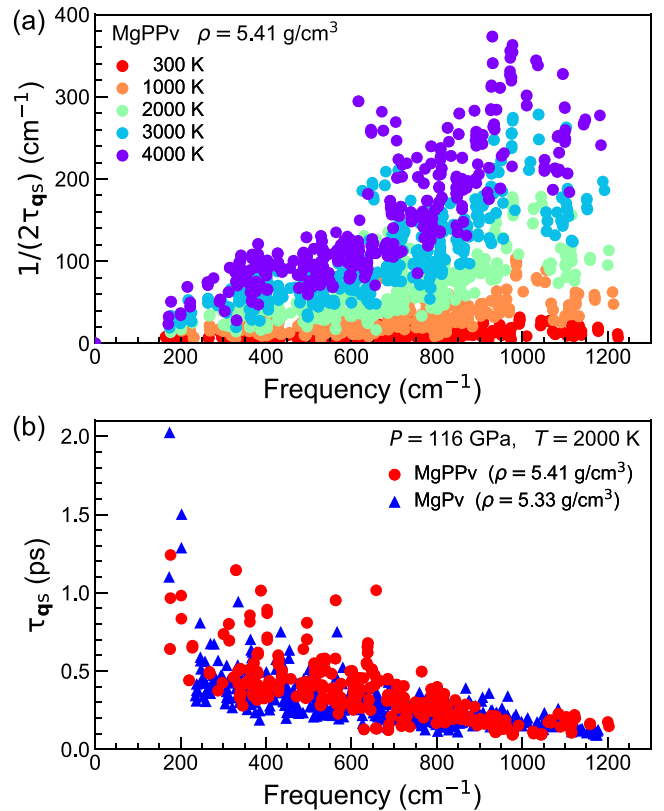 (a)
MgPPv ρ = 5.41 g/cm³
300 K
1000 K
2000 K
3000 K
4000 K
400
300
200
100
0
1/(2τqs) (cm⁻¹)
0 200 400 600 800 1000 1200
Frequency (cm⁻¹)
(b)
P = 116 GPa, T = 2000 K
MgPPv (ρ = 5.41 g/cm³)
MgPv (ρ = 5.33 g/cm³)
2.0
1.5
1.0
0.5
0.0
τqs (ps)
0 200 400 600 800 1000 1200
Frequency (cm⁻¹)